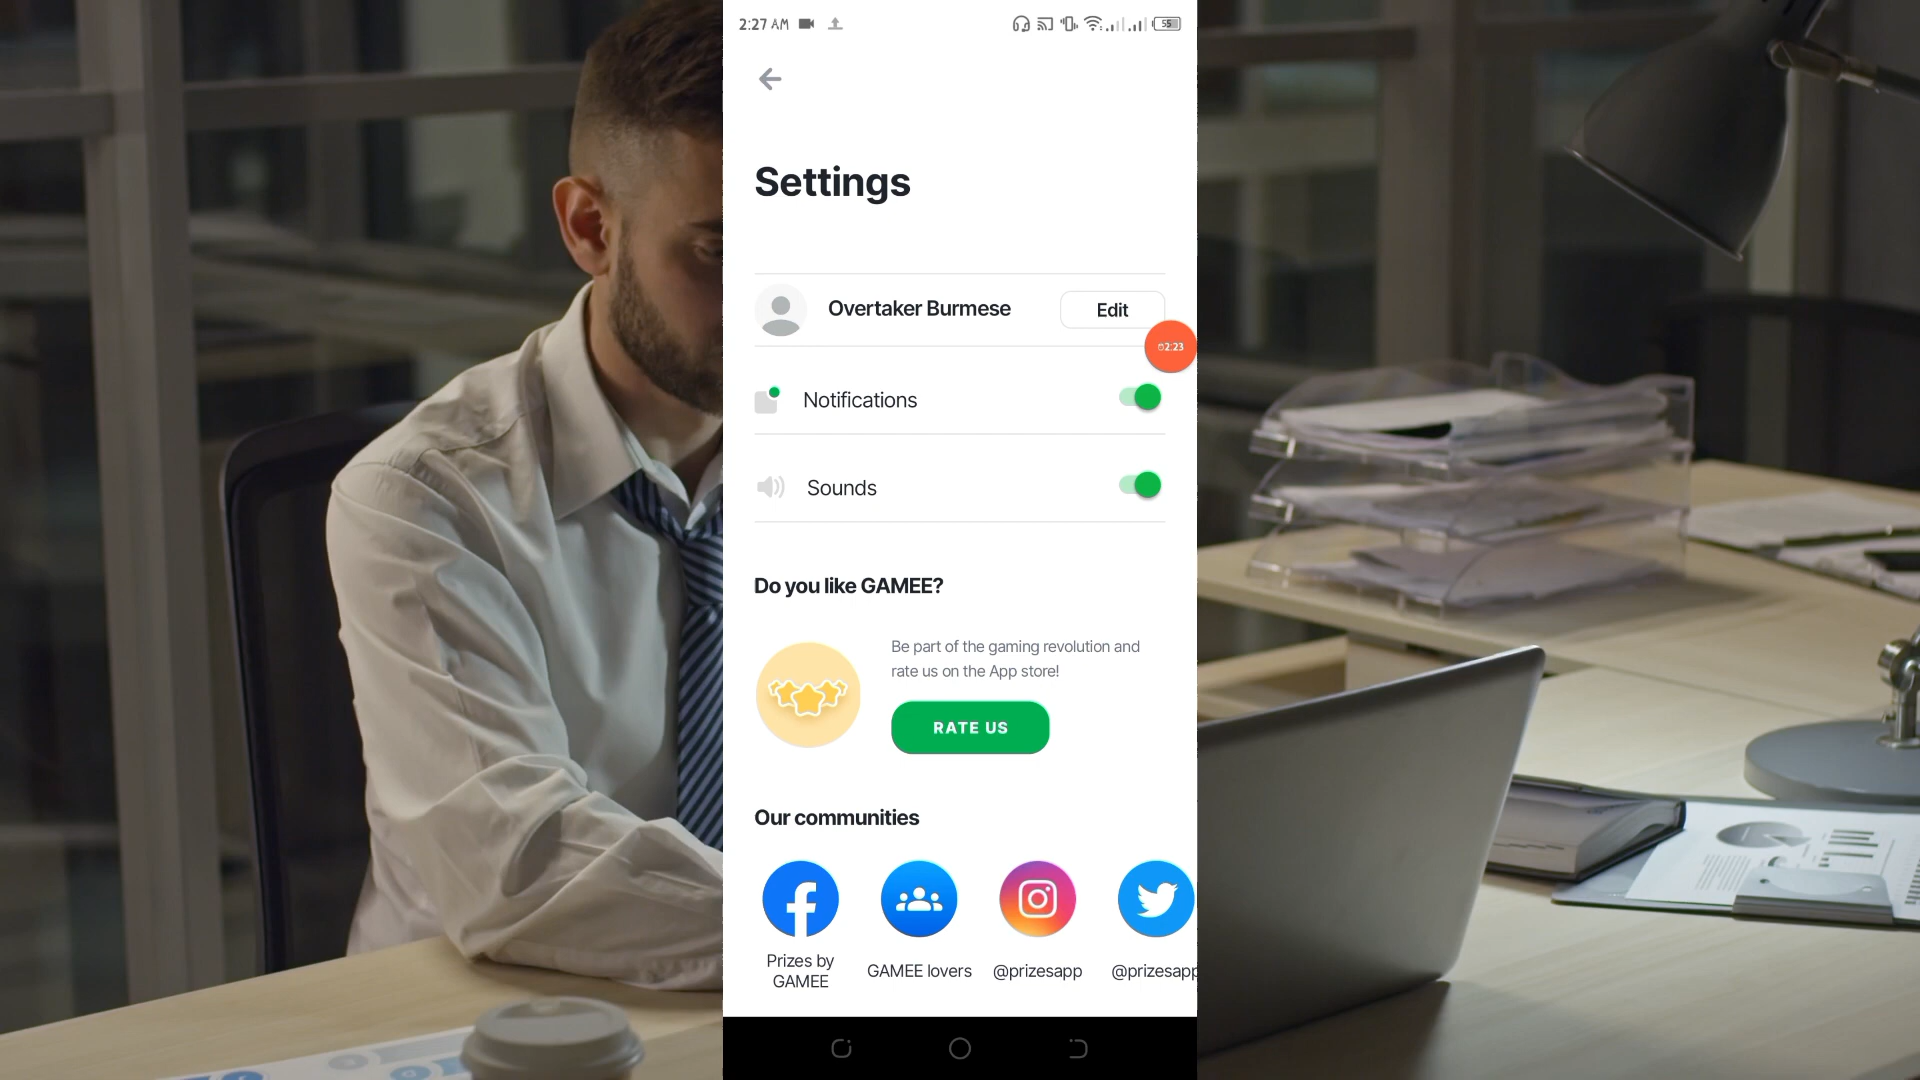 2:27 AM
55
Settings
Overtaker Burmese
Edit
02:23
Notifications
Sounds
Do you like GAMEE?
Be part of the gaming revolution and
rate us on the App store!
RATE US
Our communities
Prizes by
GAMEE
GAMEE lovers
@prizesapp
@prizesapp